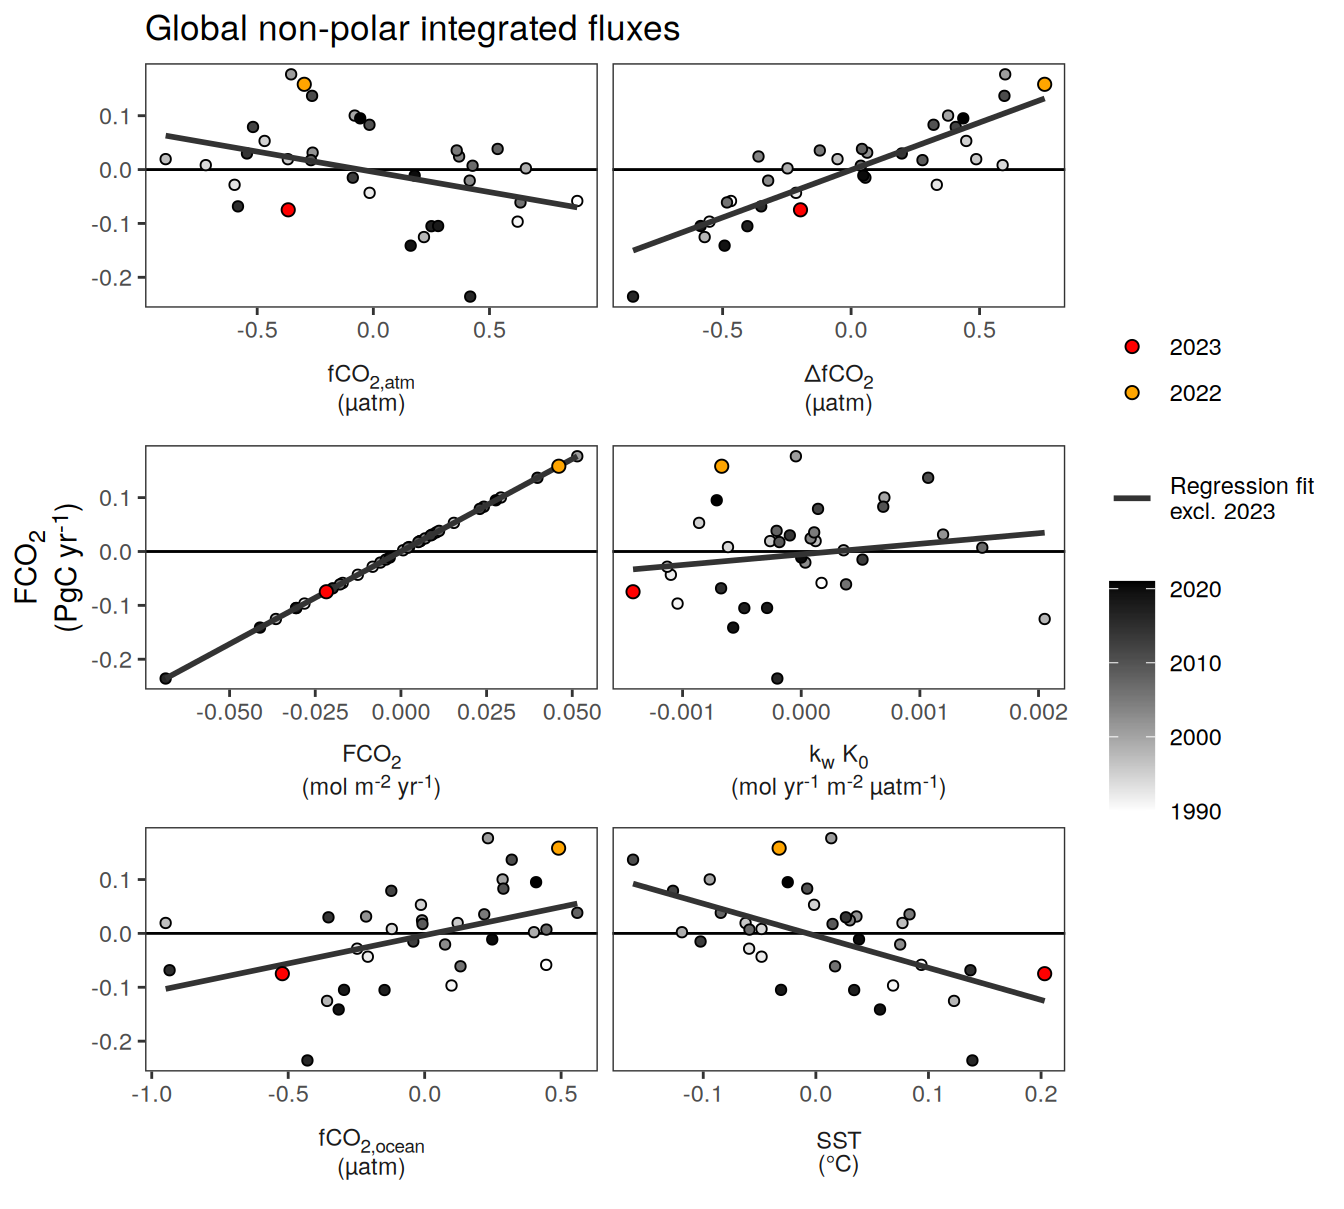 Global non-polar integrated fluxes
0.1
0.0
-0.1
-0.2
-0.5 0.0 0.5
-0.5 0.0 0.5
fCO2,atm
(µatm)
ΔfCO2
(µatm)
2023
2022
FCO2
(PgC yr-1)
0.1
0.0
-0.1
-0.2
-0.050 -0.025 0.000 0.025 0.050
-0.001 0.000 0.001 0.002
FCO2
(mol m-2 yr-1)
kw K0
(mol yr-1 m-2 µatm-1)
Regression fit
excl. 2023
2020
2010
2000
1990
0.1
0.0
-0.1
-0.2
-1.0 -0.5 0.0 0.5
-0.1 0.0 0.1 0.2
fCO2,ocean
(µatm)
SST
(°C)